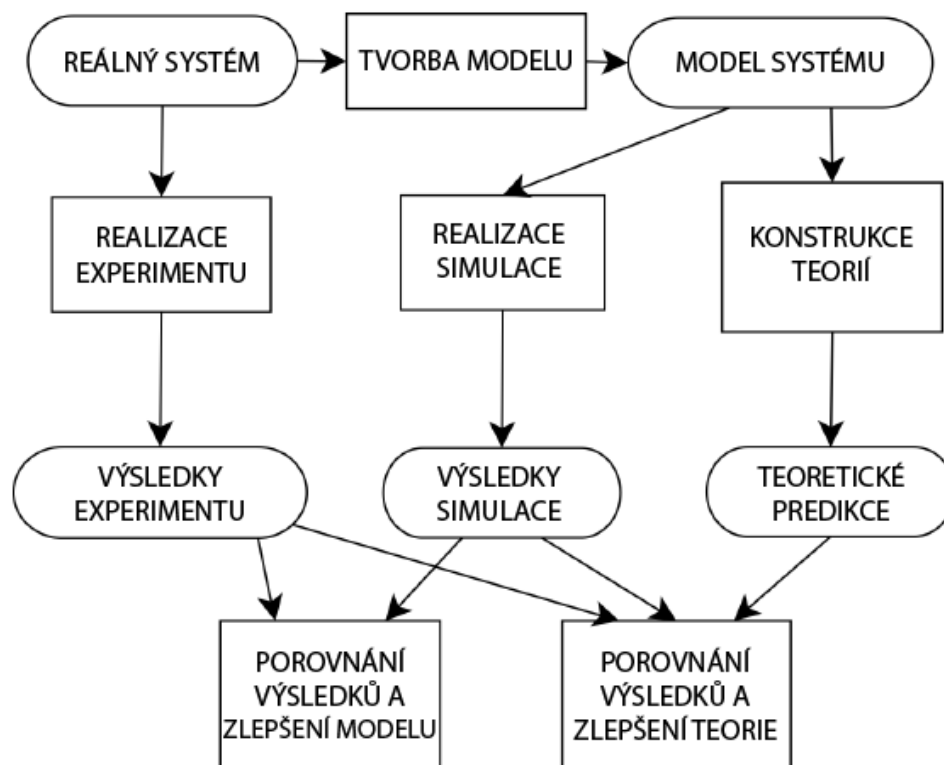 REÁLNÝ SYSTÉM
TVORBA MODELU
MODEL SYSTÉMU
REALIZACE
EXPERIMENTU
REALIZACE
SIMULACE
KONSTRUKCE
TEORIÍ
VÝSLEDKY
EXPERIMENTU
VÝSLEDKY
SIMULACE
TEORETICKÉ
PREDIKCE
POROVNÁNÍ
VÝSLEDKŮ A
ZLEPŠENÍ MODELU
POROVNÁNÍ
VÝSLEDKŮ A
ZLEPŠENÍ TEORIE